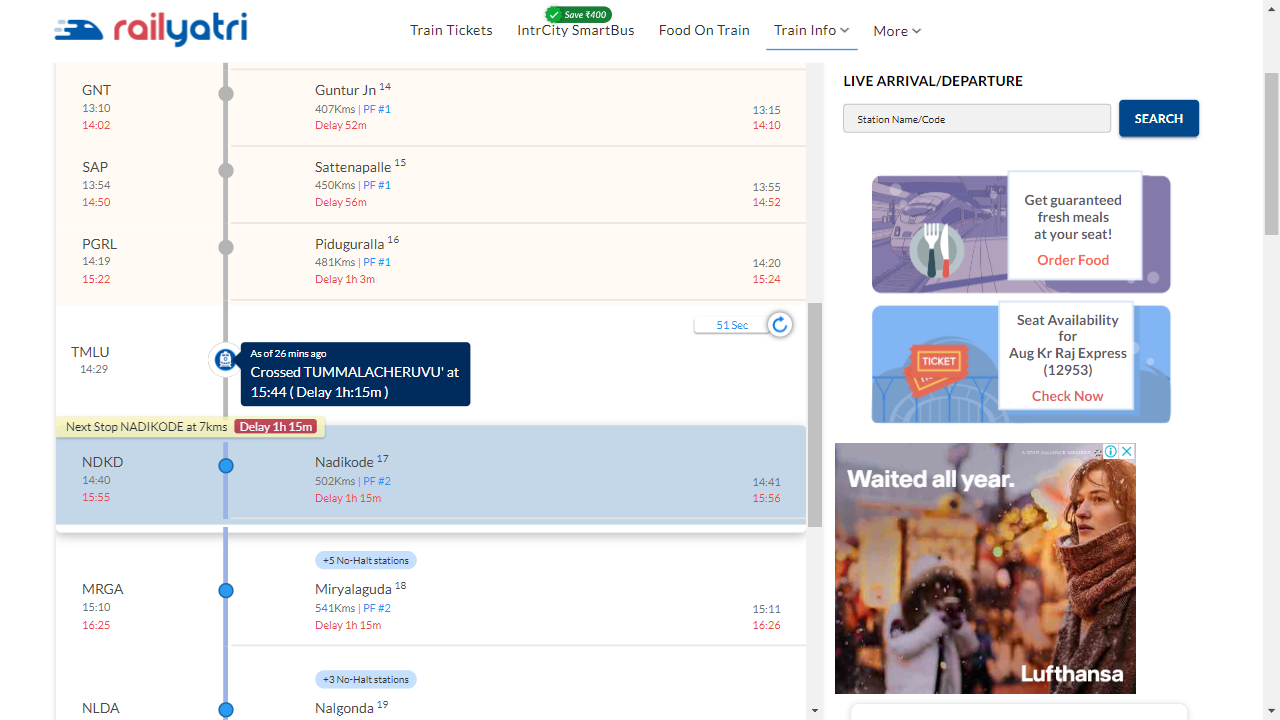 railyatri
Train Tickets
Save ₹400
IntrCity SmartBus
Food On Train
Train Info
More
GNT
13:10
14:02
Guntur Jn 14
407Kms | PF #1
Delay 52m
13:15
14:10
SAP
13:54
14:50
Sattenapalle 15
450Kms | PF #1
Delay 56m
13:55
14:52
PGRL
14:19
15:22
Piduguralla 16
481Kms | PF #1
Delay 1h 3m
14:20
15:24
51 Sec
TMLU
14:29
As of 26 mins ago
Crossed TUMMALACHERUVU' at
15:44 ( Delay 1h:15m )
Next Stop NADIKODE at 7kms Delay 1h 15m
NDKD
14:40
15:55
Nadikode 17
502Kms | PF #2
Delay 1h 15m
14:41
15:56
+5 No-Halt stations
MRGA
15:10
16:25
Miryalaguda 18
541Kms | PF #2
Delay 1h 15m
15:11
16:26
+3 No-Halt stations
NLDA
Nalgonda 19
LIVE ARRIVAL/DEPARTURE
Station Name/Code
SEARCH
Get guaranteed
fresh meals
at your seat!
Order Food
TICKET
Seat Availability
for
Aug Kr Raj Express
(12953)
Check Now
A STAR ALLIANCE MEMBER
Waited all year.
Lufthansa